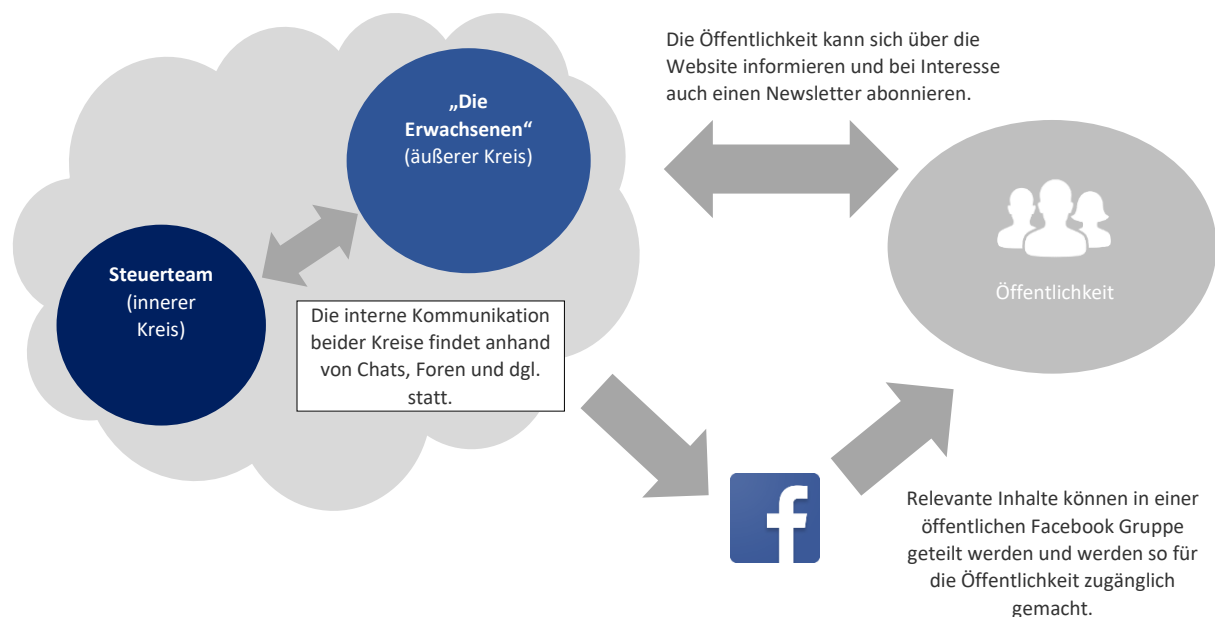 Die Öffentlichkeit kann sich über die
Website informieren und bei Interesse
auch einen Newsletter abonnieren.
„Die
Erwachsenen“
(äußerer Kreis)
Steuerteam
(innerer
Kreis)
Die interne Kommunikation
beider Kreise findet anhand
von Chats, Foren und dgl.
statt.
Öffentlichkeit
f
Relevante Inhalte können in einer
öffentlichen Facebook Gruppe
geteilt werden und werden so für
die Öffentlichkeit zugänglich
gemacht.